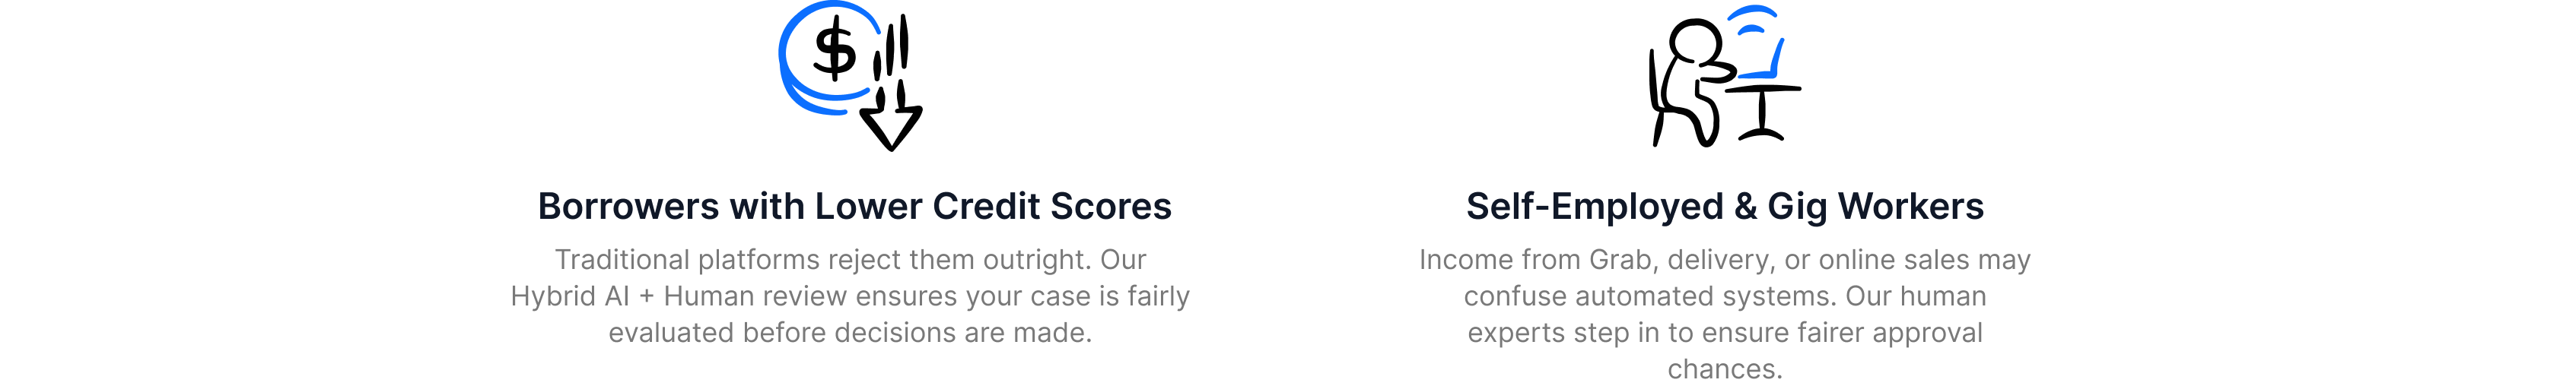 $
Borrowers with Lower Credit Scores
Traditional platforms reject them outright. Our
Hybrid AI + Human review ensures your case is fairly
evaluated before decisions are made.
Self-Employed & Gig Workers
Income from Grab, delivery, or online sales may
confuse automated systems. Our human
experts step in to ensure fairer approval
chances.